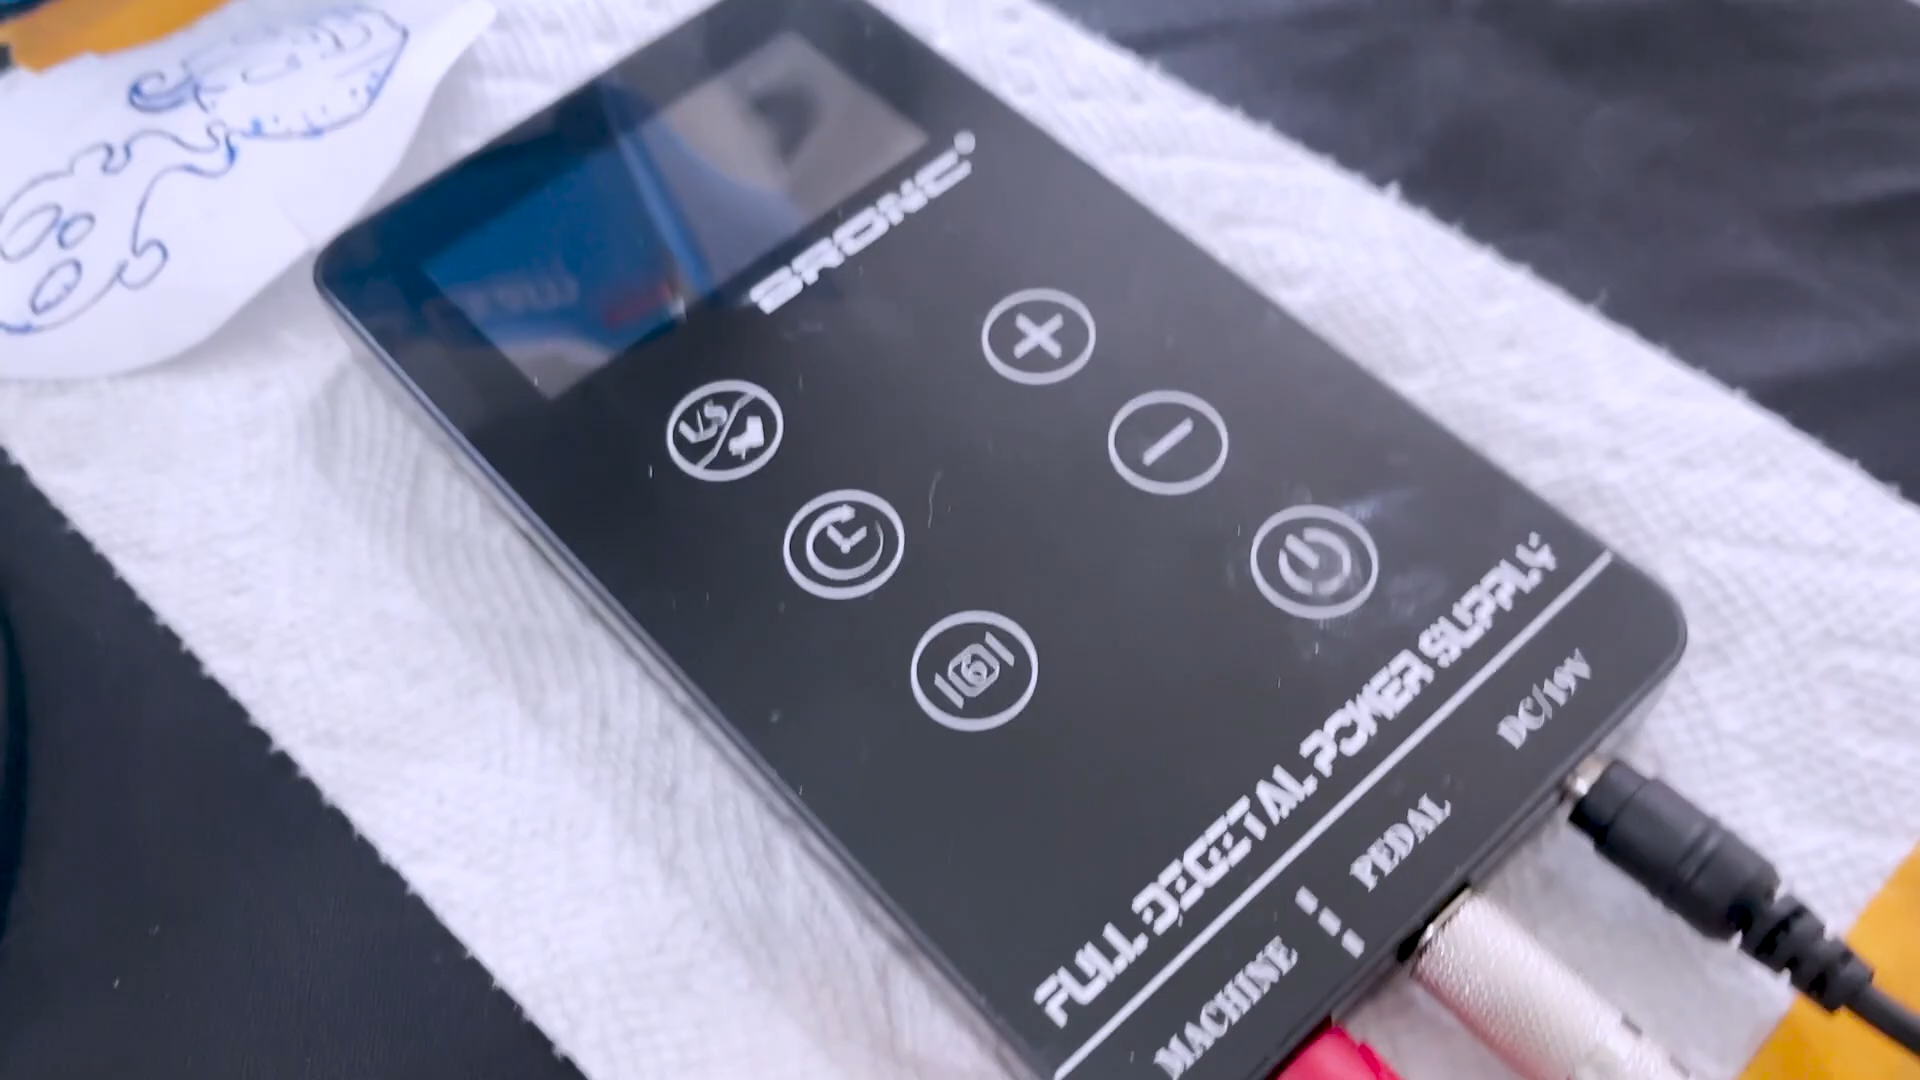 BRONC
FULL DIGITAL POWER SUPPLY
MACHINE
PEDAL
DC/19V